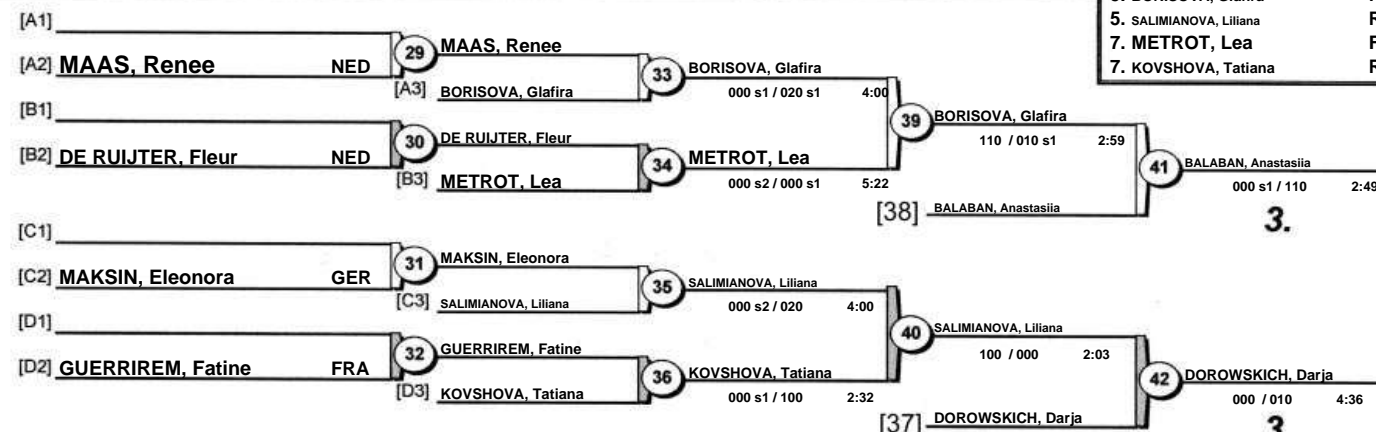 5. SALIMIANOVA, Liliana
7. METROT, Lea
7. KOVSHOVA, Tatiana
[A1]
[A2] MAAS, Renee NED
29
MAAS, Renee
[A3] BORISOVA, Glafira
33
BORISOVA, Glafira
000 s1 / 020 s1 4:00
[B1]
[B2] DE RUIJTER, Fleur NED
30
DE RUIJTER, Fleur
[B3] METROT, Lea
34
METROT, Lea
000 s2 / 000 s1 5:22
39
BORISOVA, Glafira
110 / 010 s1 2:59
[38] BALABAN, Anastasiia
41
BALABAN, Anastasiia
000 s1 / 110 2:49
3.
[C1]
[C2] MAKSIN, Eleonora GER
31
MAKSIN, Eleonora
[C3] SALIMIANOVA, Liliana
35
SALIMIANOVA, Liliana
000 s2 / 020 4:00
[D1]
[D2] GUERRIREM, Fatine FRA
32
GUERRIREM, Fatine
[D3] KOVSHOVA, Tatiana
36
KOVSHOVA, Tatiana
000 s1 / 100 2:32
40
SALIMIANOVA, Liliana
100 / 000 2:03
[37] DOROWSKICH, Darja
42
DOROWSKICH, Darja
000 / 010 4:36
3